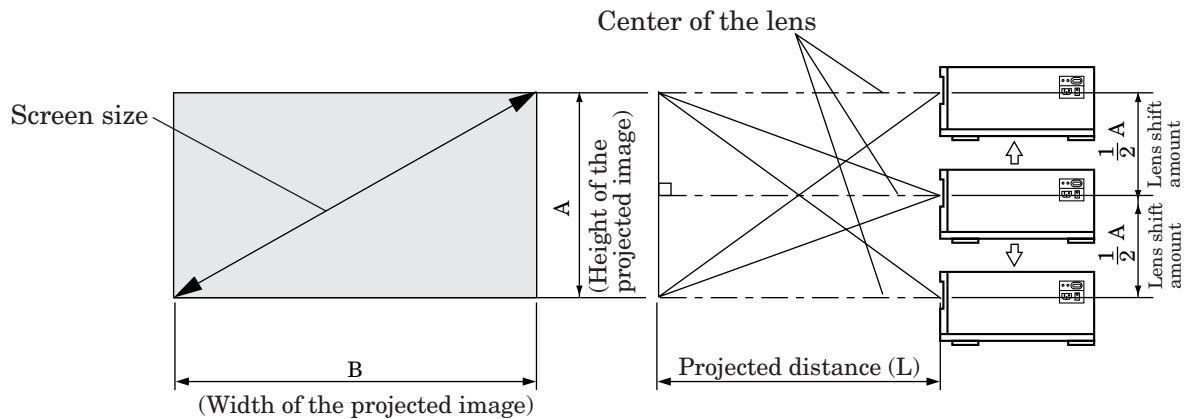 Center of the lens
Screen size
A
(Height of the
projected image)
1/2 A
Lens shift
amount
1/2 A
Lens shift
amount
B
(Width of the projected image)
Projected distance (L)